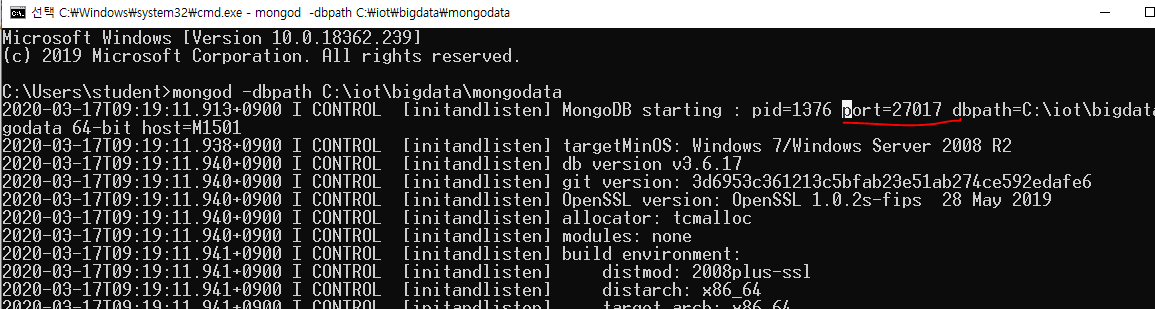 선택 C:₩Windows₩system32₩cmd.exe - mongod -dbpath C:₩iot₩bigdata₩mongodata
Microsoft Windows [Version 10.0.18362.239]
(c) 2019 Microsoft Corporation. All rights reserved.
C:\Users\student>mongod -dbpath C:\iot\bigdata\mongodata
2020-03-17T09:19:11.913+0900 I CONTROL  [initandlisten] MongoDB starting : pid=1376 port=27017 dbpath=C:\iot\bigdata
godata 64-bit host=M1501
2020-03-17T09:19:11.938+0900 I CONTROL  [initandlisten] targetMinOS: Windows 7/Windows Server 2008 R2
2020-03-17T09:19:11.940+0900 I CONTROL  [initandlisten] db version v3.6.17
2020-03-17T09:19:11.940+0900 I CONTROL  [initandlisten] git version: 3d6953c361213c5bfab23e51ab274ce592edafe6
2020-03-17T09:19:11.940+0900 I CONTROL  [initandlisten] OpenSSL version: OpenSSL 1.0.2s-fips  28 May 2019
2020-03-17T09:19:11.940+0900 I CONTROL  [initandlisten] allocator: tcmalloc
2020-03-17T09:19:11.940+0900 I CONTROL  [initandlisten] modules: none
2020-03-17T09:19:11.941+0900 I CONTROL  [initandlisten] build environment:
2020-03-17T09:19:11.941+0900 I CONTROL  [initandlisten]     distmod: 2008plus-ssl
2020-03-17T09:19:11.941+0900 I CONTROL  [initandlisten]     distarch: x86_64
2020-03-17T09:19:11.941+0900 I CONTROL  [initandlisten]     target_arch: x86_64